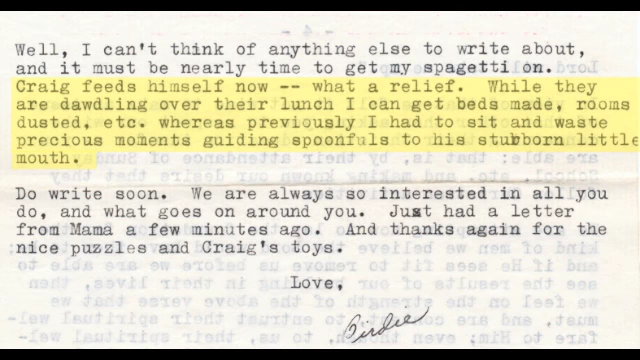 Well, I can't think of anything else to write about,
and it must be nearly time to get my spagetti on.
Craig feeds himself now -- what a relief. While they
are dawdling over their lunch I can get beds made, rooms
dusted, etc. whereas previously I had to sit and waste
precious moments guiding spoonfuls to his stubborn little
mouth.
Do write soon. We are always so interested in all you
do, and what goes on around you. Just had a letter
from Mama a few minutes ago. And thanks again for the
nice puzzles and Craig's toys.
Love,
Birdie